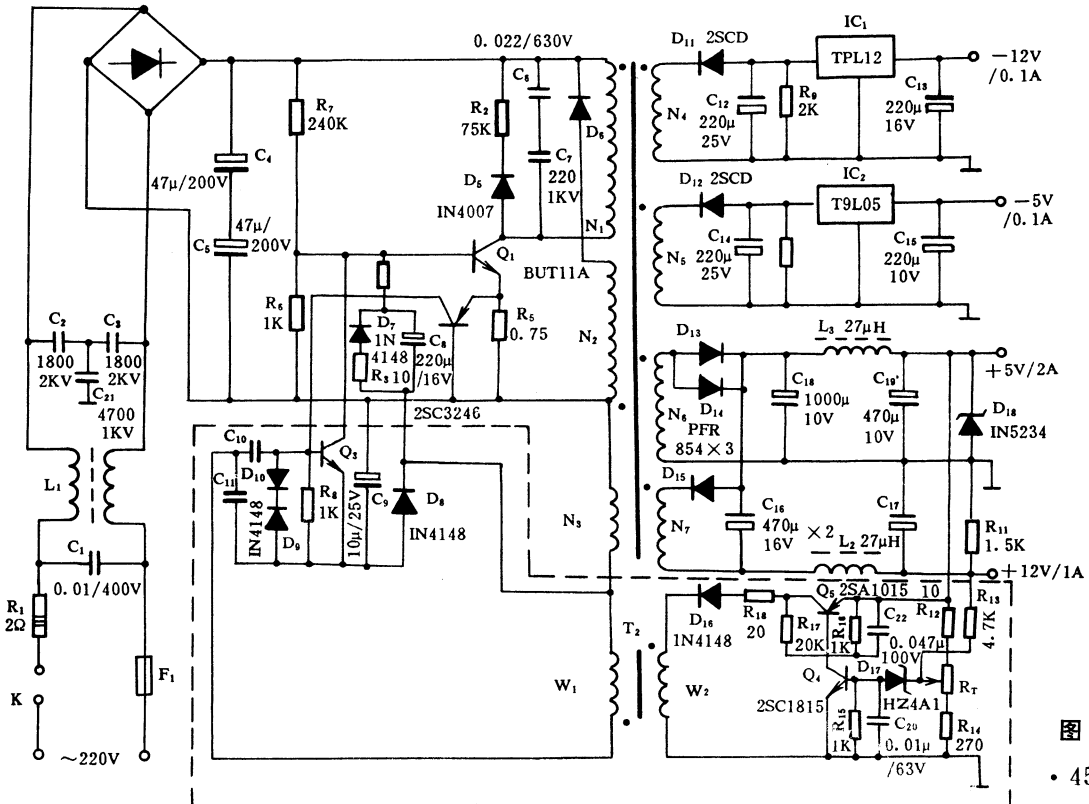 0.022/630V
D₁₁ 2SCD
IC₁
TPL12
−12V
/0.1A
R₇
240K
R₂
75K
C₆
D₆
N₄
C₁₂
220μ
25V
R₉
2K
C₁₃
220μ
16V
C₄
47μ/200V
D₅
IN4007
C₇
220
1KV
D₁₂ 2SCD
IC₂
T9L05
−5V
/0.1A
C₅
47μ/
200V
N₁
Q₁
BUT11A
N₅
C₁₄
220μ
25V
C₁₅
220μ
10V
R₆
1K
D₇
1N
4148
R₃ 10
C₈
220μ
/16V
R₅
0.75
N₂
2SC3246
D₁₃
L₃ 27μH
+5V/2A
D₁₄
PFR
854×3
N₆
C₁₈
1000μ
10V
C₁₉
470μ
10V
D₁₈
IN5234
C₂
1800
2KV
C₃
1800
2KV
C₂₁
4700
1KV
L₁
C₁₀
C₁₁
D₁₀
IN4148
D₉
Q₃
R₈
1K
C₉
10μ/25V
D₈
IN4148
N₃
D₁₅
N₇
C₁₆
470μ
16V
×2
L₂ 27μH
C₁₇
R₁₁
1.5K
+12V/1A
C₁
0.01/400V
R₁
2Ω
K
F₁
~220V
T₂
W₁
W₂
D₁₆
1N4148
R₁₈
20
Q₅
2SA1015
R₁₇
20K
R₁₆
1K
C₂₂
0.047μ
100V
10
R₁₂
R₁₃
4.7K
Q₄
2SC1815
D₁₇
HZ4A1
R_T
R₁₅
1K
C₂₀
0.01μ
/63V
R₁₄
270
图
· 45